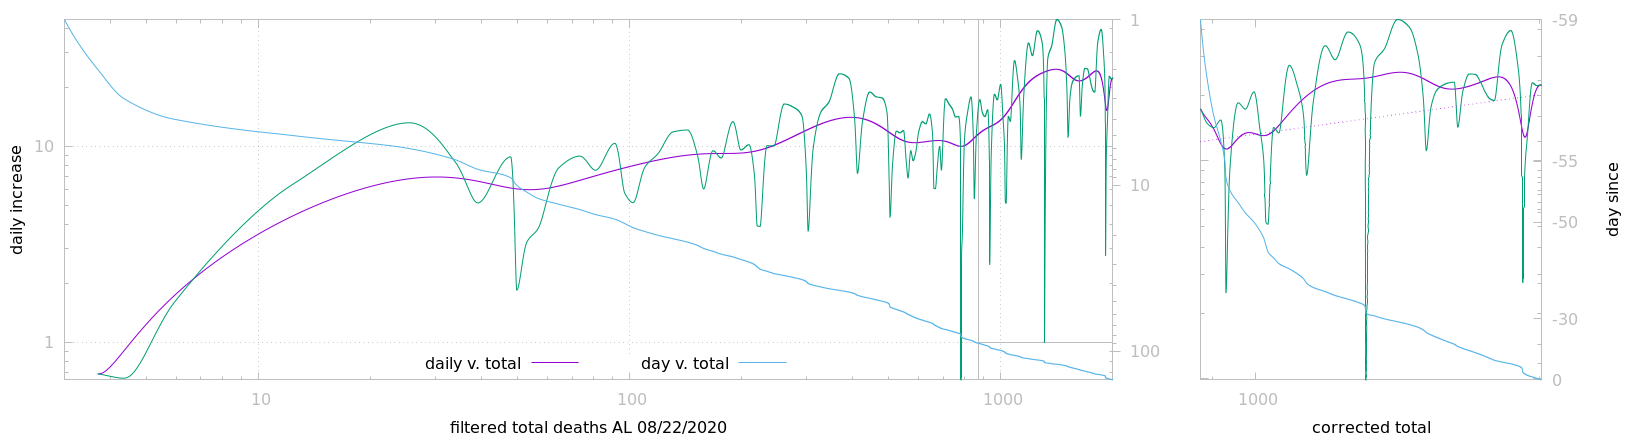 daily increase
10
1
daily v. total
day v. total
10
100
1000
filtered total deaths AL 08/22/2020
1
10
100
1000
corrected total
-59
-55
-50
-30
0
day since